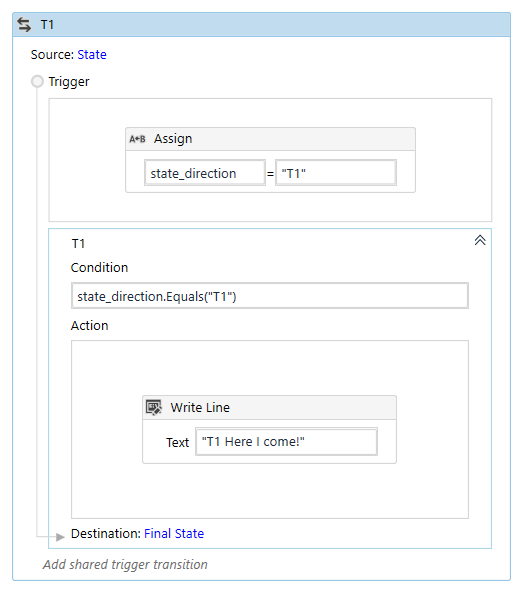 T1
Source: State
Trigger
A+B Assign
state_direction = "T1"
T1
Condition
state_direction.Equals("T1")
Action
Write Line
Text "T1 Here I come!"
Destination: Final State
Add shared trigger transition